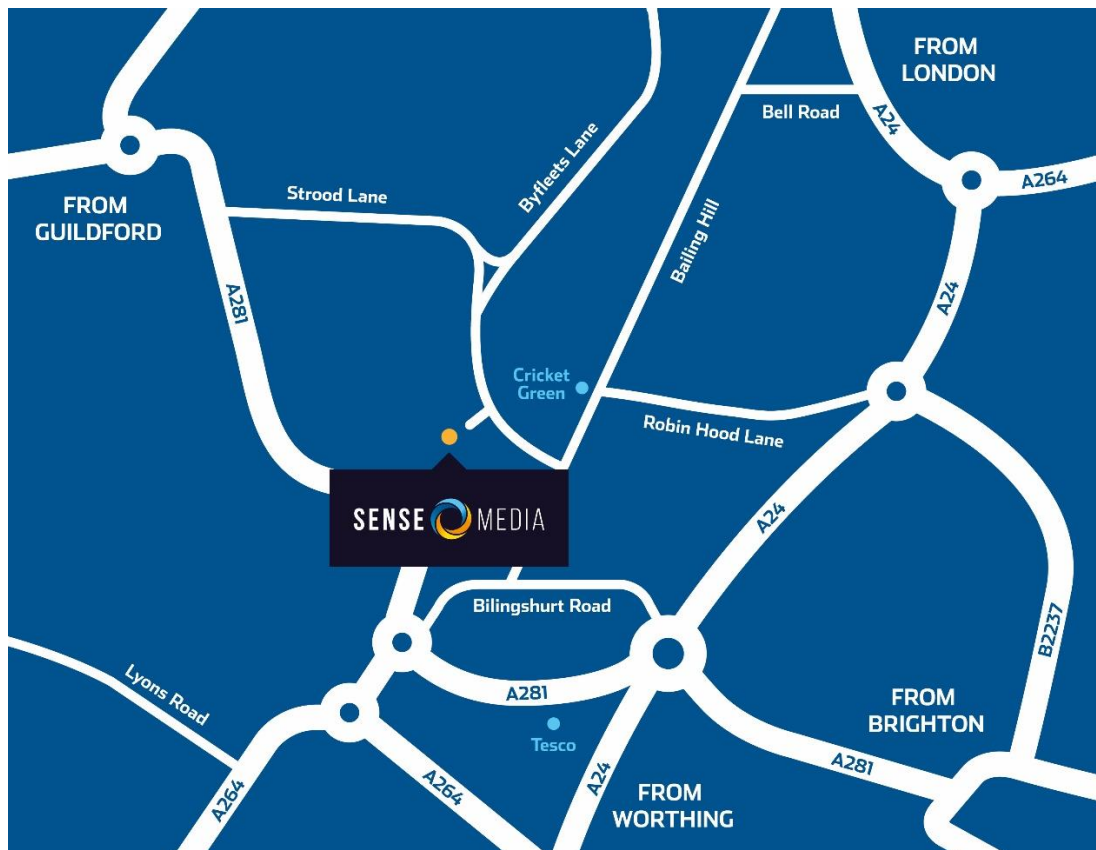 FROM
LONDON
A24
Bell Road
A264
FROM
GUILDFORD
Strood Lane
Byfleets Lane
Bailing Hill
A281
A24
Cricket
Green
Robin Hood Lane
SENSE MEDIA
A24
Bilingshurt Road
B2237
Lyons Road
A281
FROM
BRIGHTON
Tesco
A264
A264
A24
FROM
WORTHING
A281